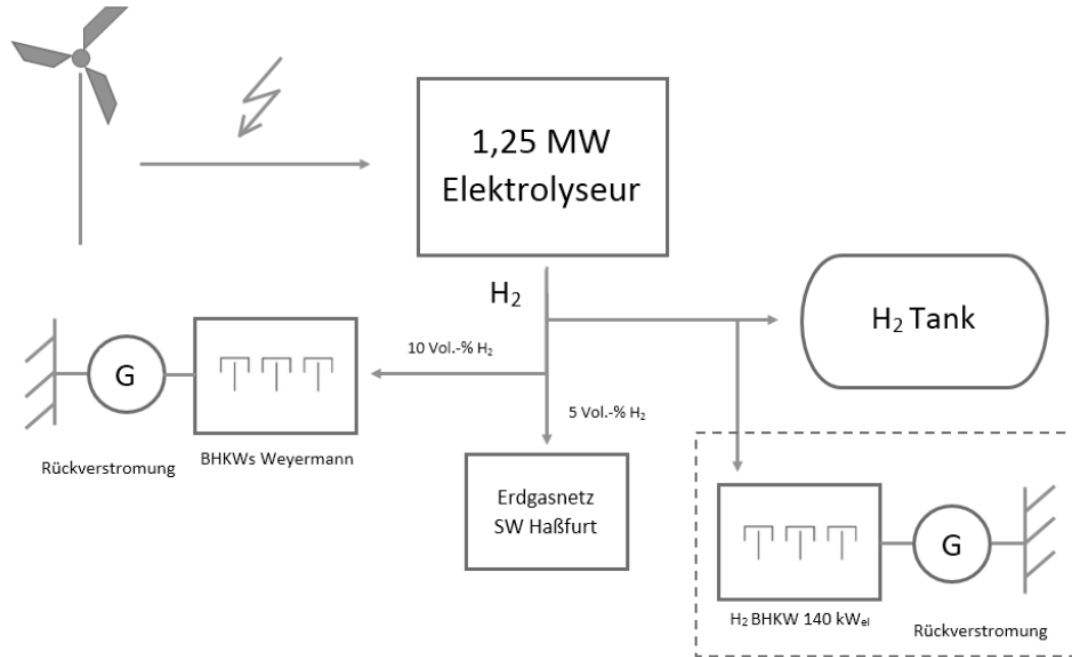 1,25 MW
Elektrolyseur
H₂
H₂ Tank
10 Vol.-% H₂
G
5 Vol.-% H₂
Rückverstromung
BHKWs Weyermann
Erdgasnetz
SW Haßfurt
G
H₂ BHKW 140 kWₑₗ
Rückverstromung